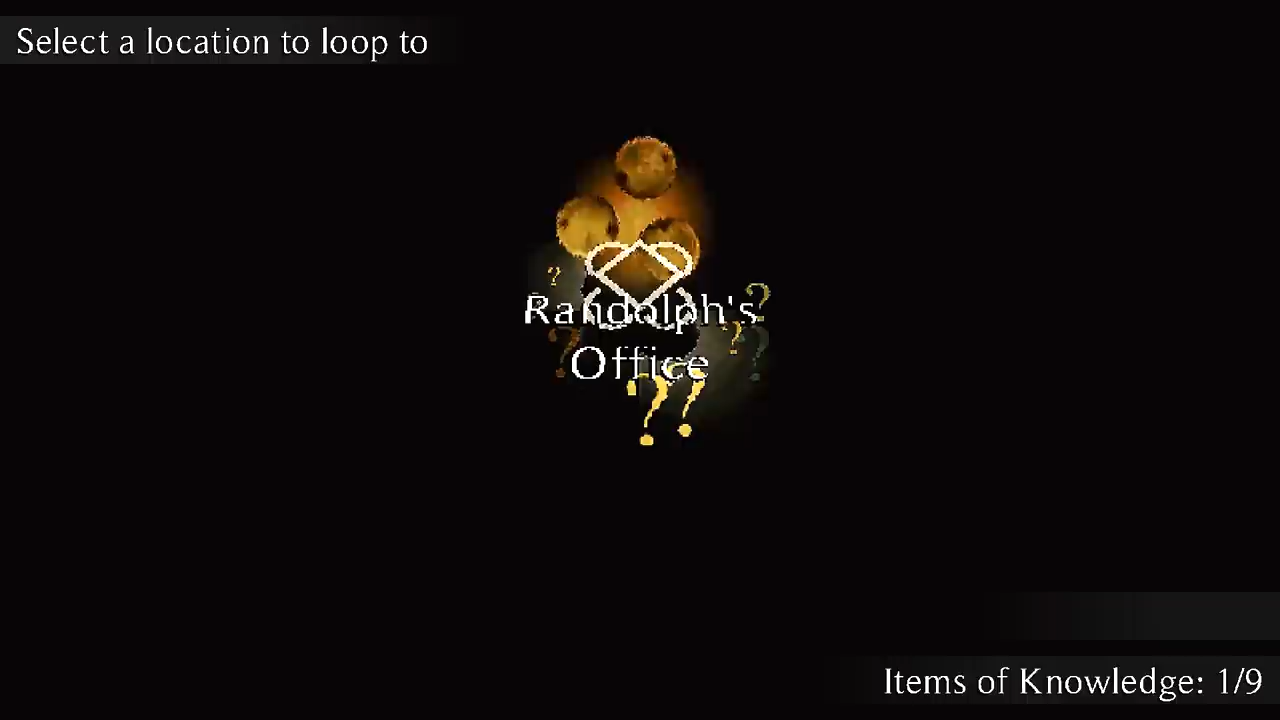 Select a location to loop to
?
?
Randolph's
?
?
?
Office
? ?
Items of Knowledge: 1/9